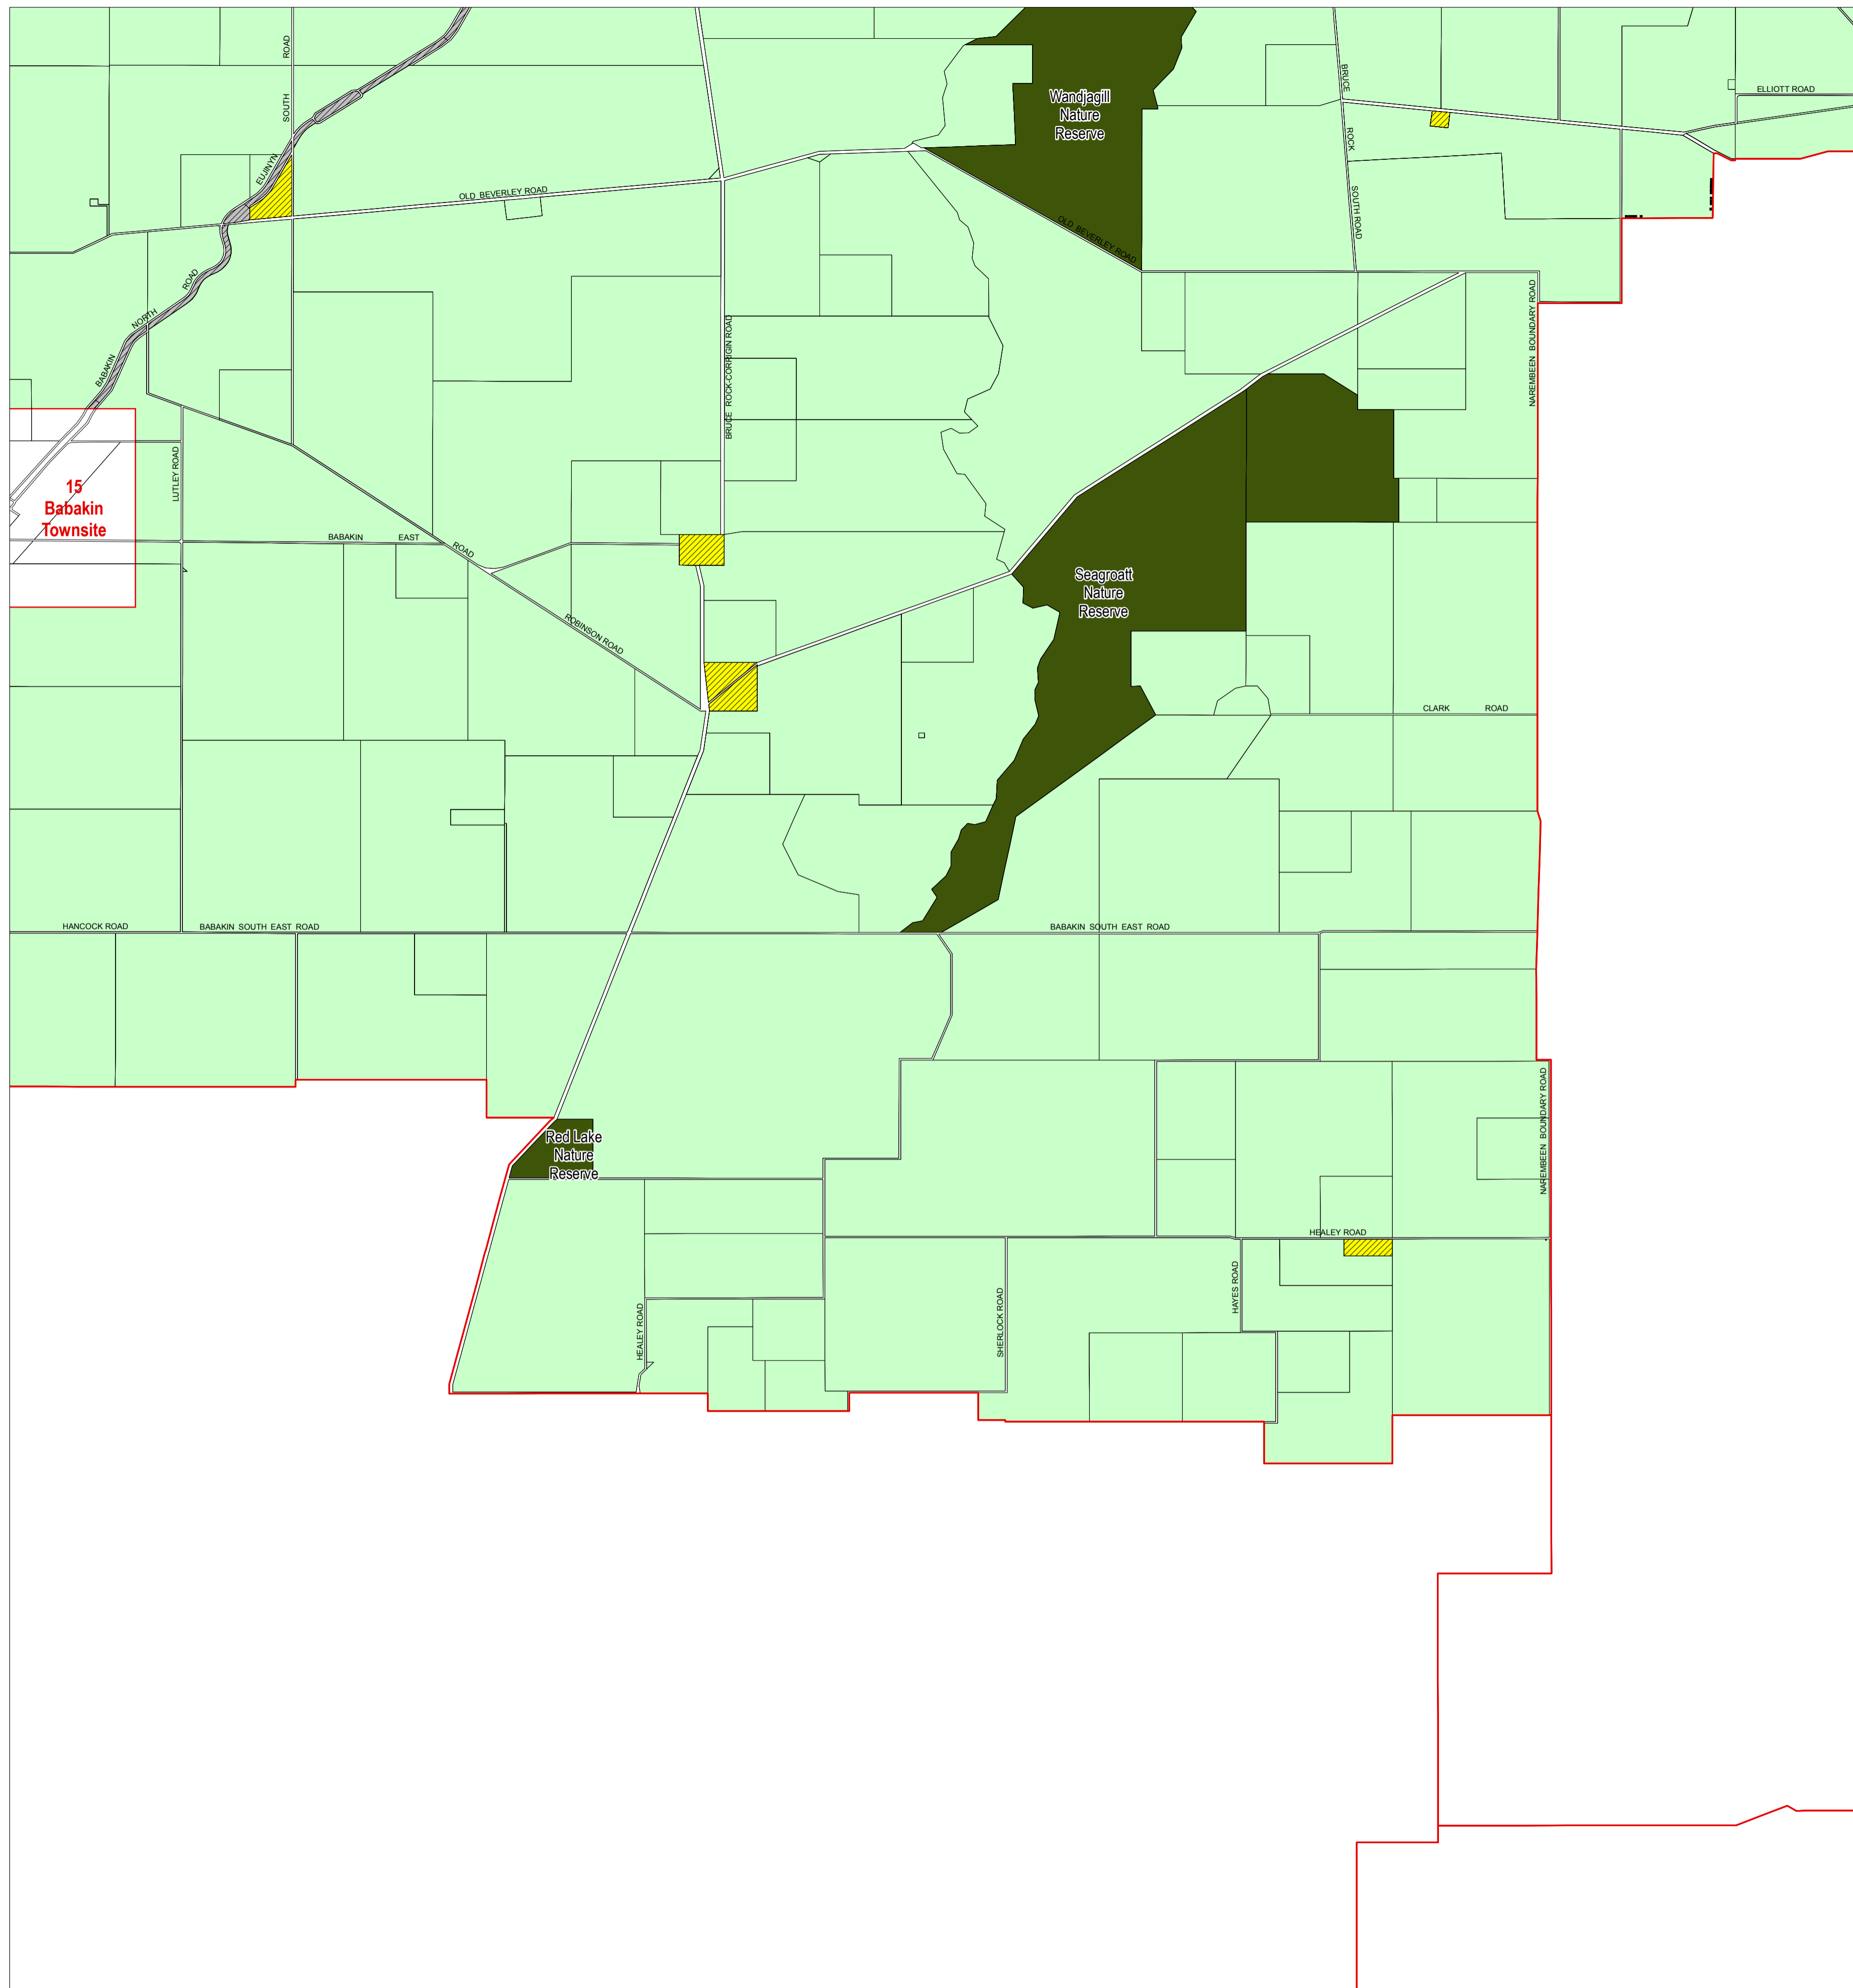 SOUTH ROAD
EUJINYN
Wandjagill
Nature
Reserve
BRUCE ROCK SOUTH ROAD
ELLIOTT ROAD
OLD BEVERLEY ROAD
OLD BEVERLEY ROAD
BABAKIN NORTH ROAD
BRUCE ROCK-CORRIGIN ROAD
NAREMBEEN BOUNDARY ROAD
LUTLEY ROAD
15
Babakin
Townsite
BABAKIN EAST ROAD
Seagroatt
Nature
Reserve
ROBINSON ROAD
CLARK ROAD
HANCOCK ROAD
BABAKIN SOUTH EAST ROAD
BABAKIN SOUTH EAST ROAD
Red Lake
Nature
Reserve
NAREMBEEN BOUNDARY ROAD
HEALEY ROAD
HEALEY ROAD
SHERLOCK ROAD
HAYES ROAD